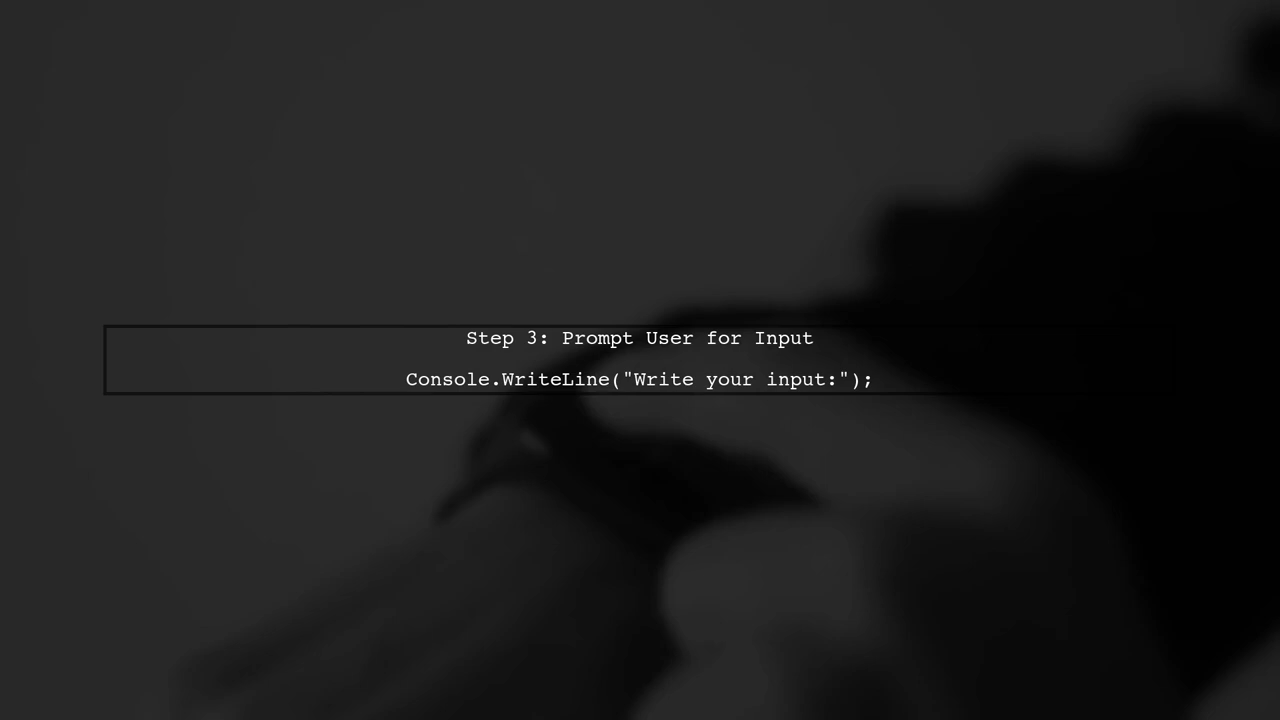 Step 3: Prompt User for Input
Console.WriteLine("Write your input:");